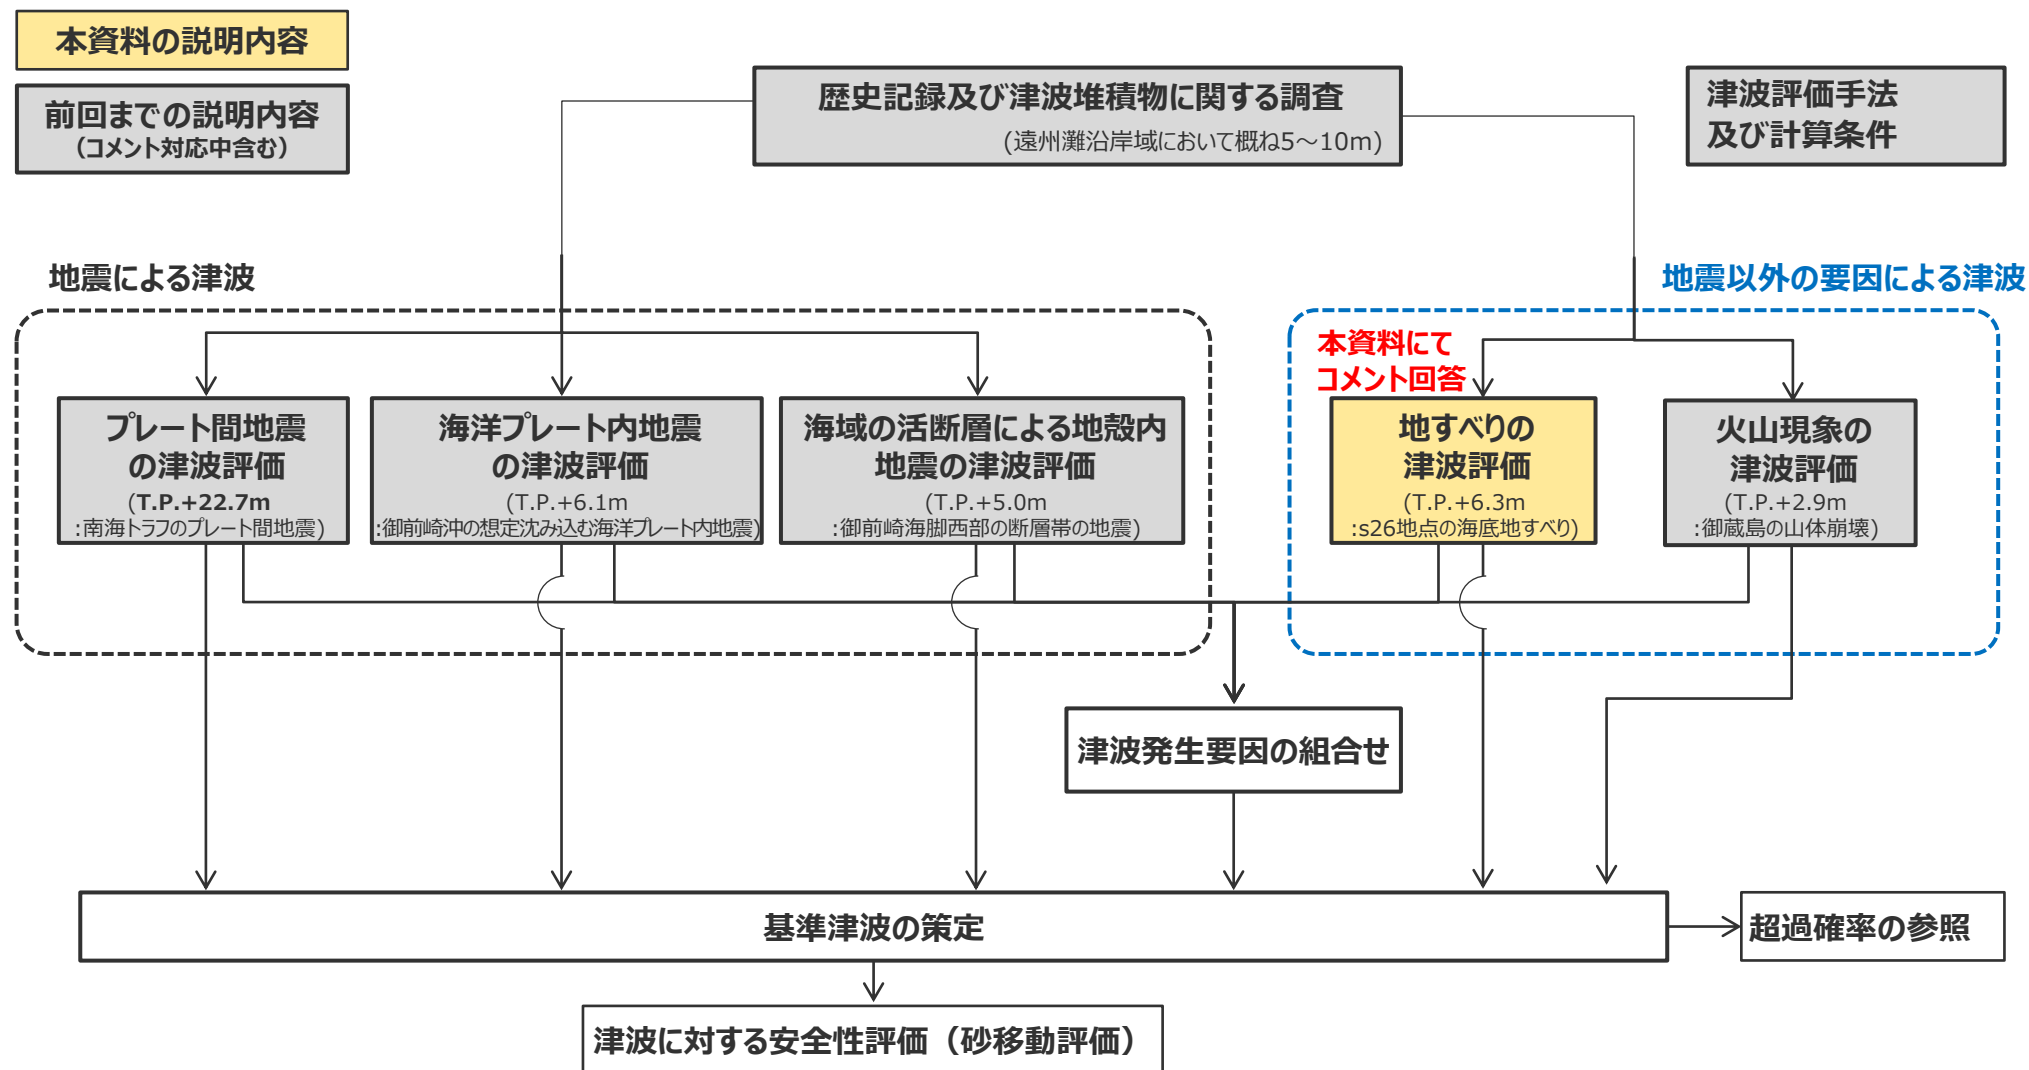 本資料の説明内容
前回までの説明内容
（コメント対応中含む）
歴史記録及び津波堆積物に関する調査
(遠州灘沿岸域において概ね5～10m)
津波評価手法
及び計算条件
地震による津波
地震以外の要因による津波
本資料にて
コメント回答
プレート間地震
の津波評価
(T.P.+22.7m
:南海トラフのプレート間地震)
海洋プレート内地震
の津波評価
(T.P.+6.1m
:御前崎沖の想定沈み込む海洋プレート内地震)
海域の活断層による地殻内
地震の津波評価
(T.P.+5.0m
:御前崎海脚西部の断層帯の地震)
地すべりの
津波評価
(T.P.+6.3m
:s26地点の海底地すべり)
火山現象の
津波評価
(T.P.+2.9m
:御蔵島の山体崩壊)
津波発生要因の組合せ
基準津波の策定
超過確率の参照
津波に対する安全性評価（砂移動評価）